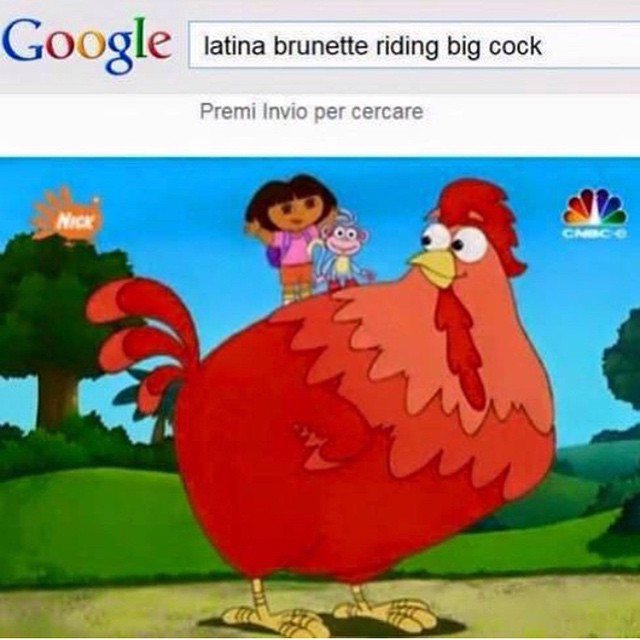 Google
latina brunette riding big cock
Premi Invio per cercare
NICK
CNBC-e